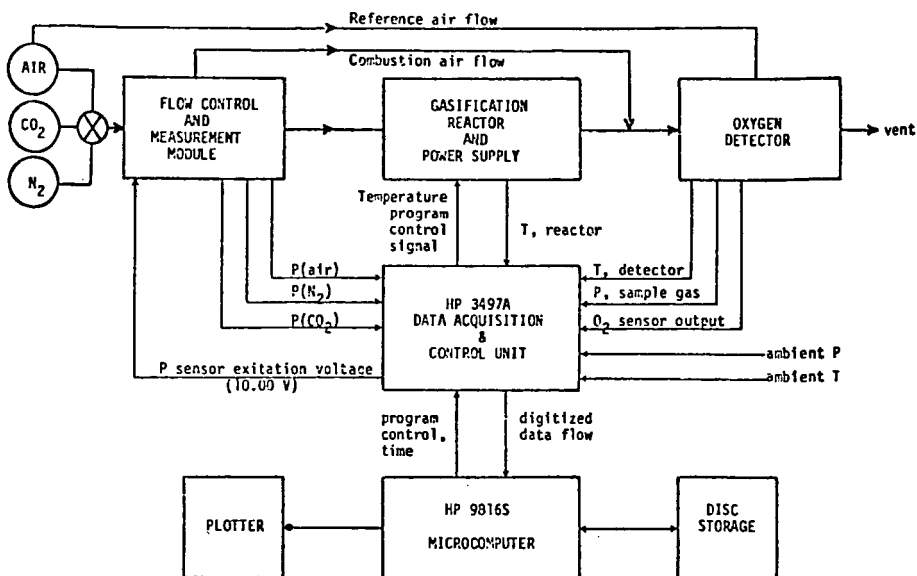 Reference air flow
Combustion air flow
AIR
CO2
N2
FLOW CONTROL
AND
MEASUREMENT
MODULE
GASIFICATION
REACTOR
AND
POWER SUPPLY
OXYGEN
DETECTOR
vent
Temperature
program
control
signal
T, reactor
P(air)
P(N2)
P(CO2)
HP 3497A
DATA ACQUISITION
&
CONTROL UNIT
T, detector
P, sample gas
O2 sensor output
ambient P
ambient T
P sensor exitation voltage
(10.00 V)
program
control,
time
digitized
data flow
PLOTTER
HP 9816S
MICROCOMPUTER
DISC
STORAGE